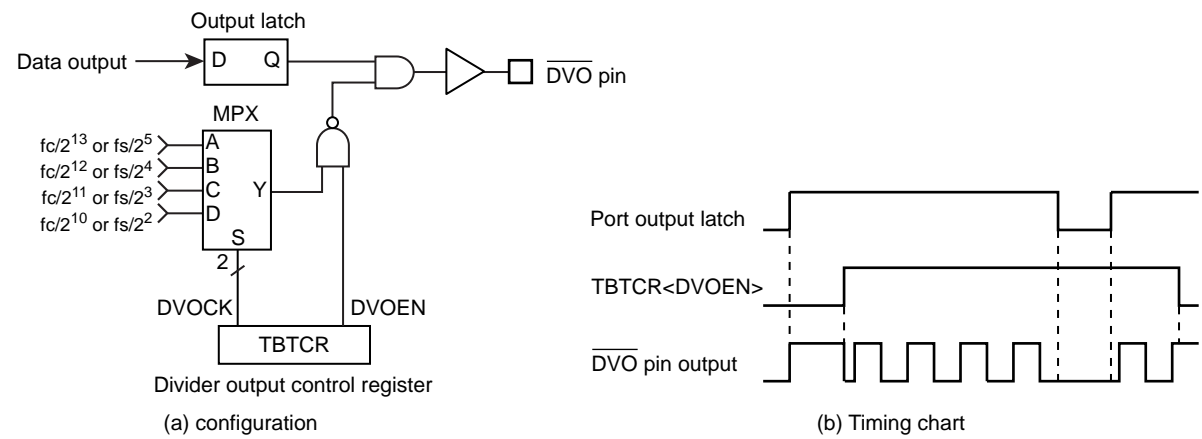 Output latch
Data output
D Q
DVO pin
MPX
fc/2^13 or fs/2^5
A
fc/2^12 or fs/2^4
B
fc/2^11 or fs/2^3
C
Y
fc/2^10 or fs/2^2
D
S
2
DVOCK
DVOEN
TBTCR
Divider output control register
(a) configuration
Port output latch
TBTCR<DVOEN>
DVO pin output
(b) Timing chart